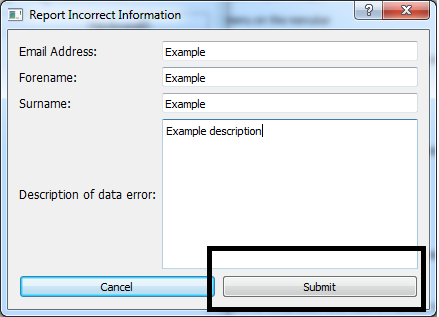 Report Incorrect Information
Email Address: Example
Forename: Example
Surname: Example
Description of data error: Example description
Cancel Submit